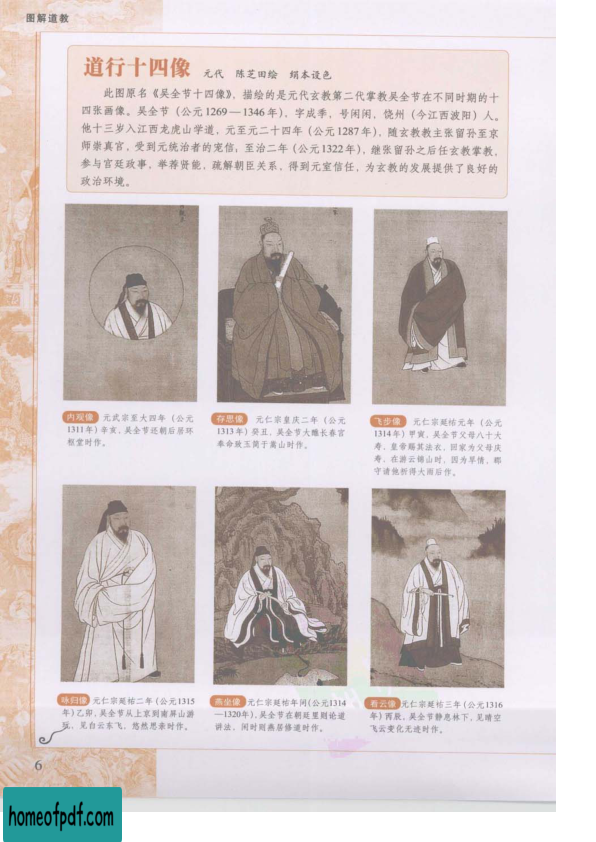 图解道教
道行十四像 元代 陈芝田绘 绢本设色
此图原名《吴全节十四像》，描绘的是元代玄教第二代掌教吴全节在不同时期的十
四张画像。吴全节（公元1269—1346年），字成季，号闲闲，饶州（今江西波阳）人。
他十三岁入江西龙虎山学道，元至元二十四年（公元1287年），随玄教教主张留孙至京
师崇真宫，受到元统治者的宠信，至治二年（公元1322年），继张留孙之后任玄教掌教，
参与宫廷政事，举荐贤能，疏解朝臣关系，得到元室信任，为玄教的发展提供了良好的
政治环境。
内观像 元武宗至大四年（公元
1311年）辛亥，吴全节还朝后居环
枢堂时作。
存思像 元仁宗皇庆二年（公元
1313年）癸丑，吴全节大醮长春宫
奉命投玉简于嵩山时作。
飞步像 元仁宗延祐元年（公元
1314年）甲寅，吴全节父母八十大
寿，皇帝赐其法衣，回家为父母庆
寿，在游云锡山时，因为旱情，郡
守请他祈得大雨后作。
咏归像 元仁宗延祐二年（公元1315
年）乙卯，吴全节从上京到南屏山游
玩，见白云东飞，悠然思亲时作。
燕坐像 元仁宗延祐年间（公元1314
—1320年），吴全节在朝廷里则论道
讲法，闲时则燕居修道时作。
看云像 元仁宗延祐三年（公元1316
年）丙辰，吴全节静息林下，见晴空
飞云变化无迹时作。
6
homeofpdf.com